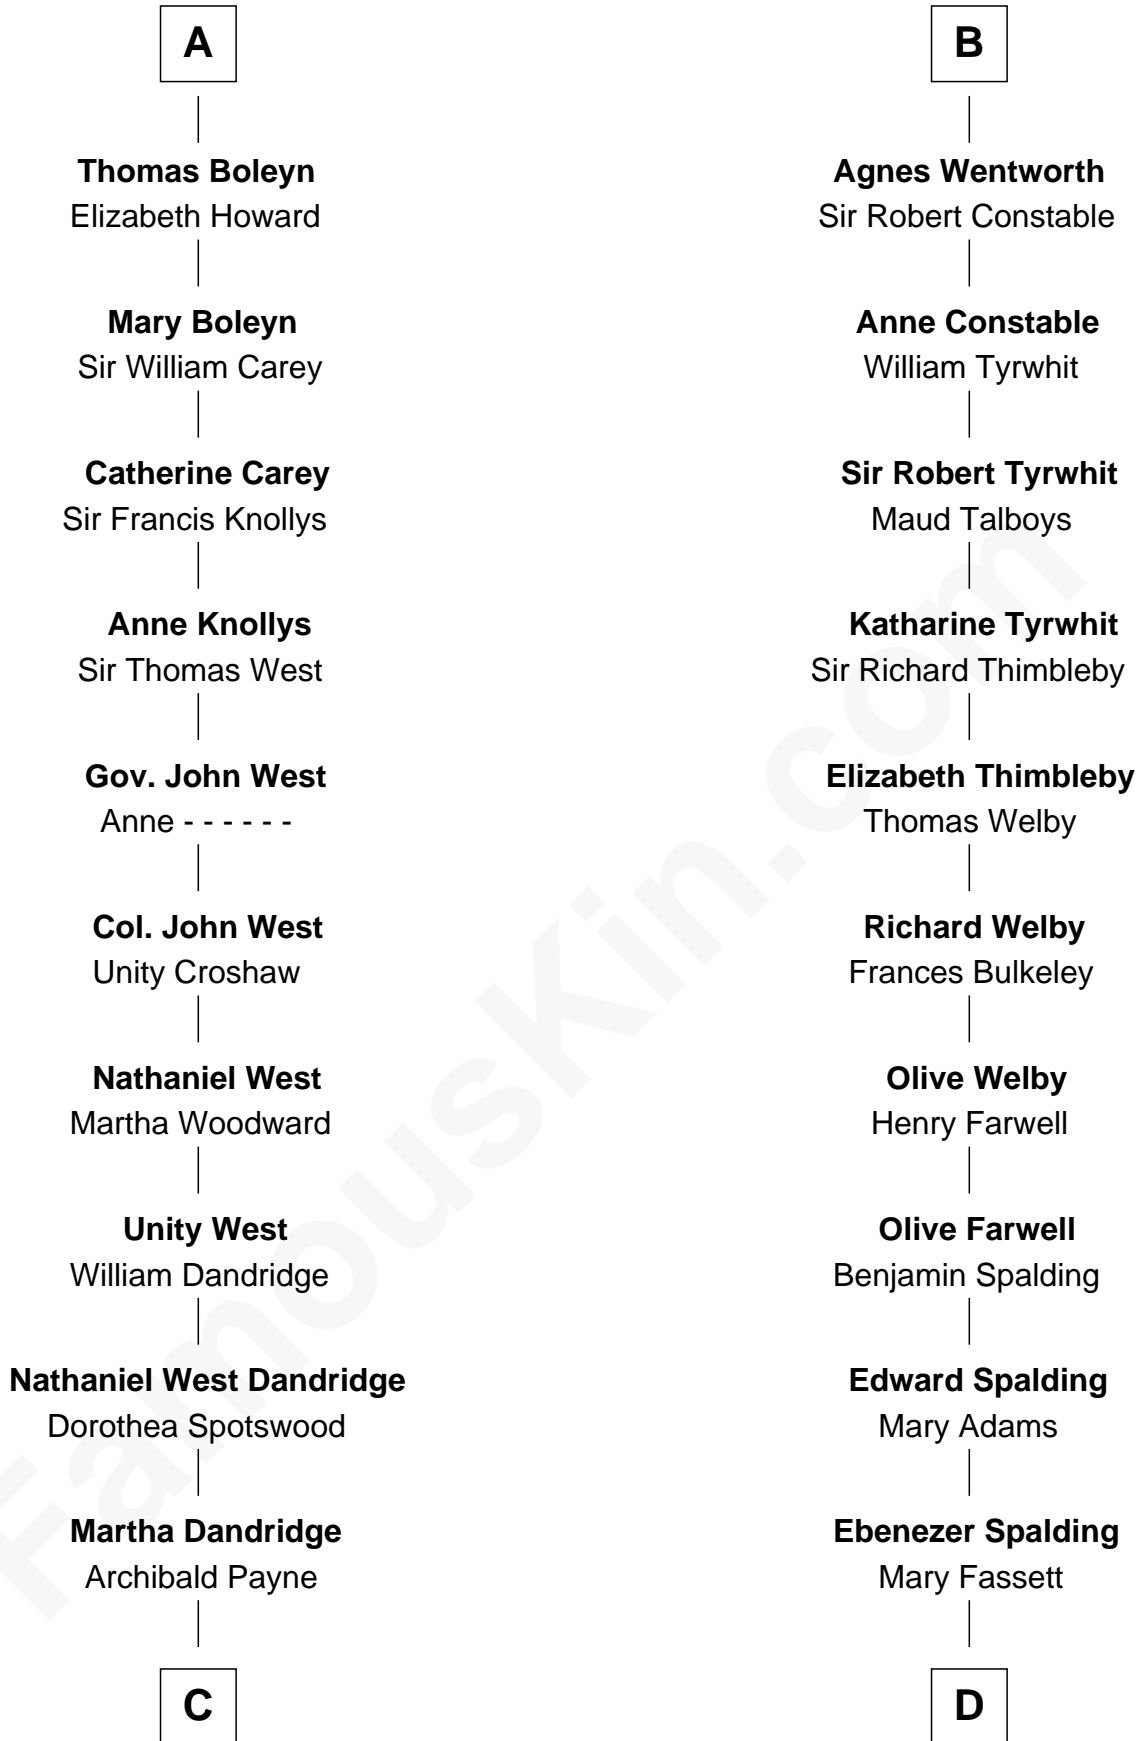 A
Thomas Boleyn
Elizabeth Howard
Mary Boleyn
Sir William Carey
Catherine Carey
Sir Francis Knollys
Anne Knollys
Sir Thomas West
Gov. John West
Anne - - - - - -
Col. John West
Unity Croshaw
Nathaniel West
Martha Woodward
Unity West
William Dandridge
Nathaniel West Dandridge
Dorothea Spotswood
Martha Dandridge
Archibald Payne
C
B
Agnes Wentworth
Sir Robert Constable
Anne Constable
William Tyrwhit
Sir Robert Tyrwhit
Maud Talboys
Katharine Tyrwhit
Sir Richard Thimbleby
Elizabeth Thimbleby
Thomas Welby
Richard Welby
Frances Bulkeley
Olive Welby
Henry Farwell
Olive Farwell
Benjamin Spalding
Edward Spalding
Mary Adams
Ebenezer Spalding
Mary Fassett
D
FamousKin.com